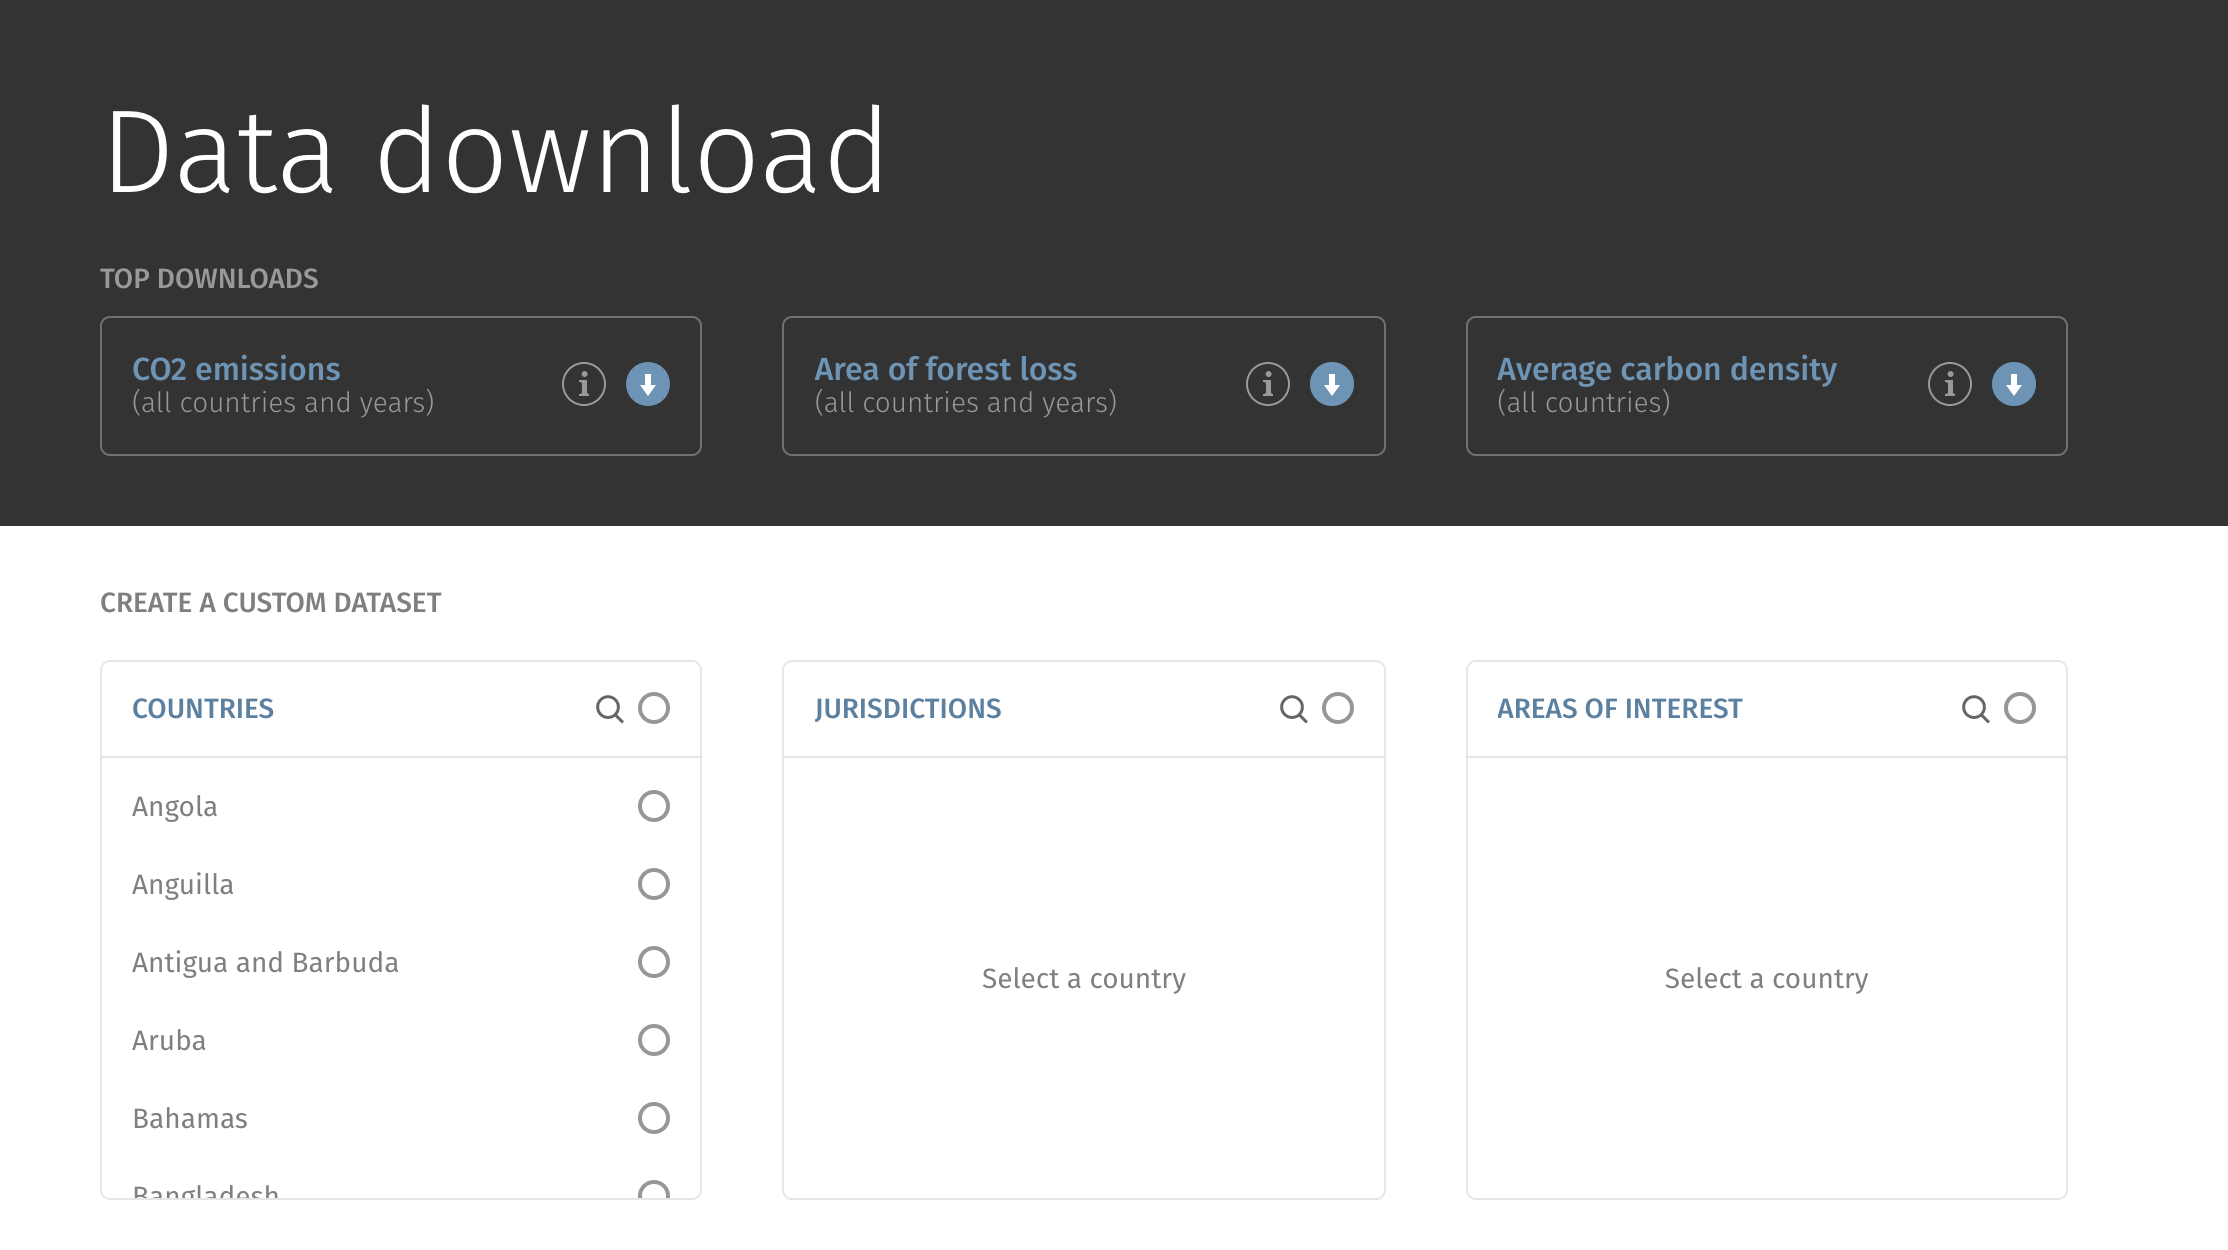 Data download
TOP DOWNLOADS
CO2 emissions
(all countries and years)
Area of forest loss
(all countries and years)
Average carbon density
(all countries)
CREATE A CUSTOM DATASET
COUNTRIES
Angola
Anguilla
Antigua and Barbuda
Aruba
Bahamas
Bangladesh
JURISDICTIONS
Select a country
AREAS OF INTEREST
Select a country